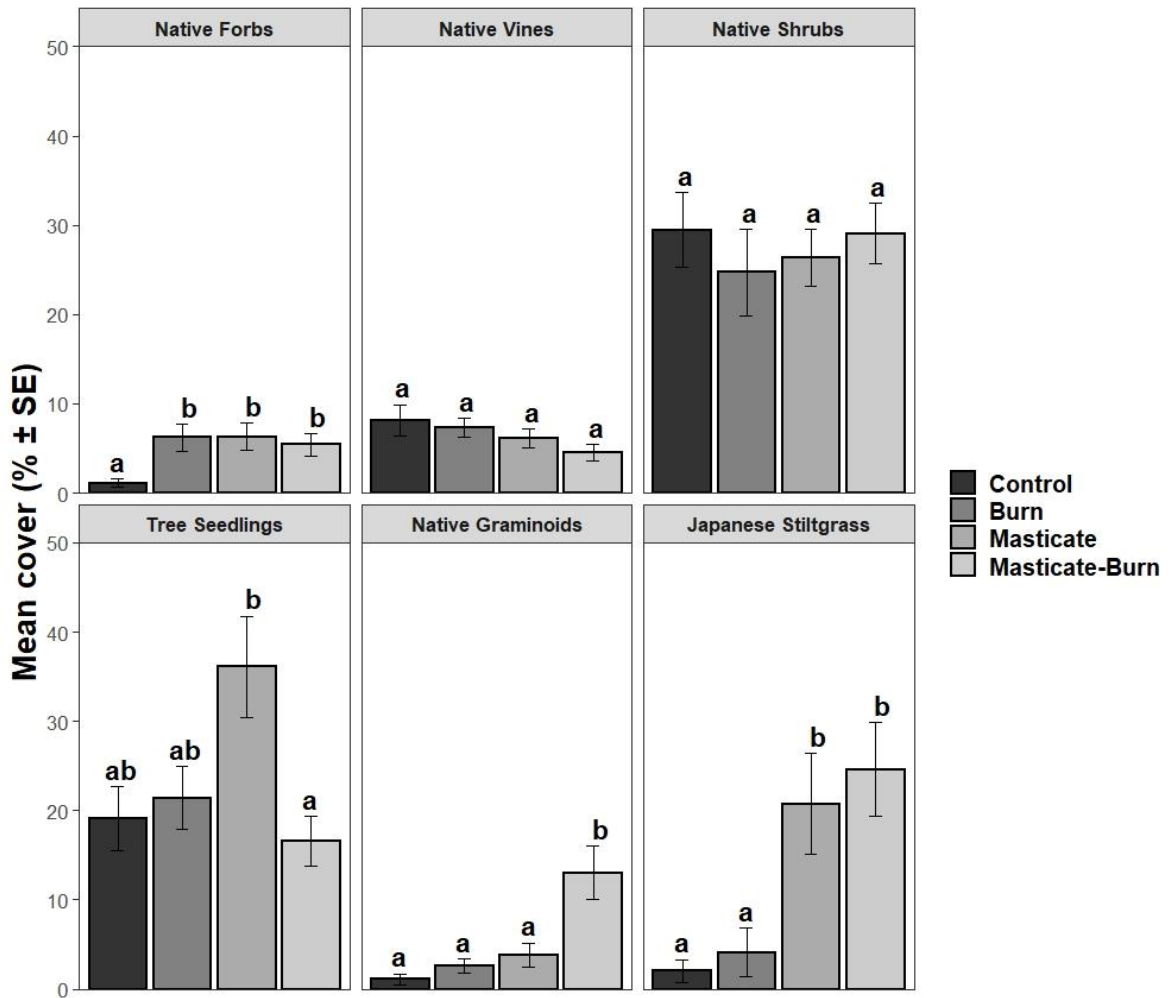 Native Forbs
Native Vines
Native Shrubs
50
40
30
20
10
0
a
b
b
b
a
a
a
a
a
a
a
a
Mean cover (% ± SE)
Tree Seedlings
Native Graminoids
Japanese Stiltgrass
50
40
30
20
10
0
ab
ab
b
a
a
a
a
b
a
a
b
b
Control
Burn
Masticate
Masticate-Burn